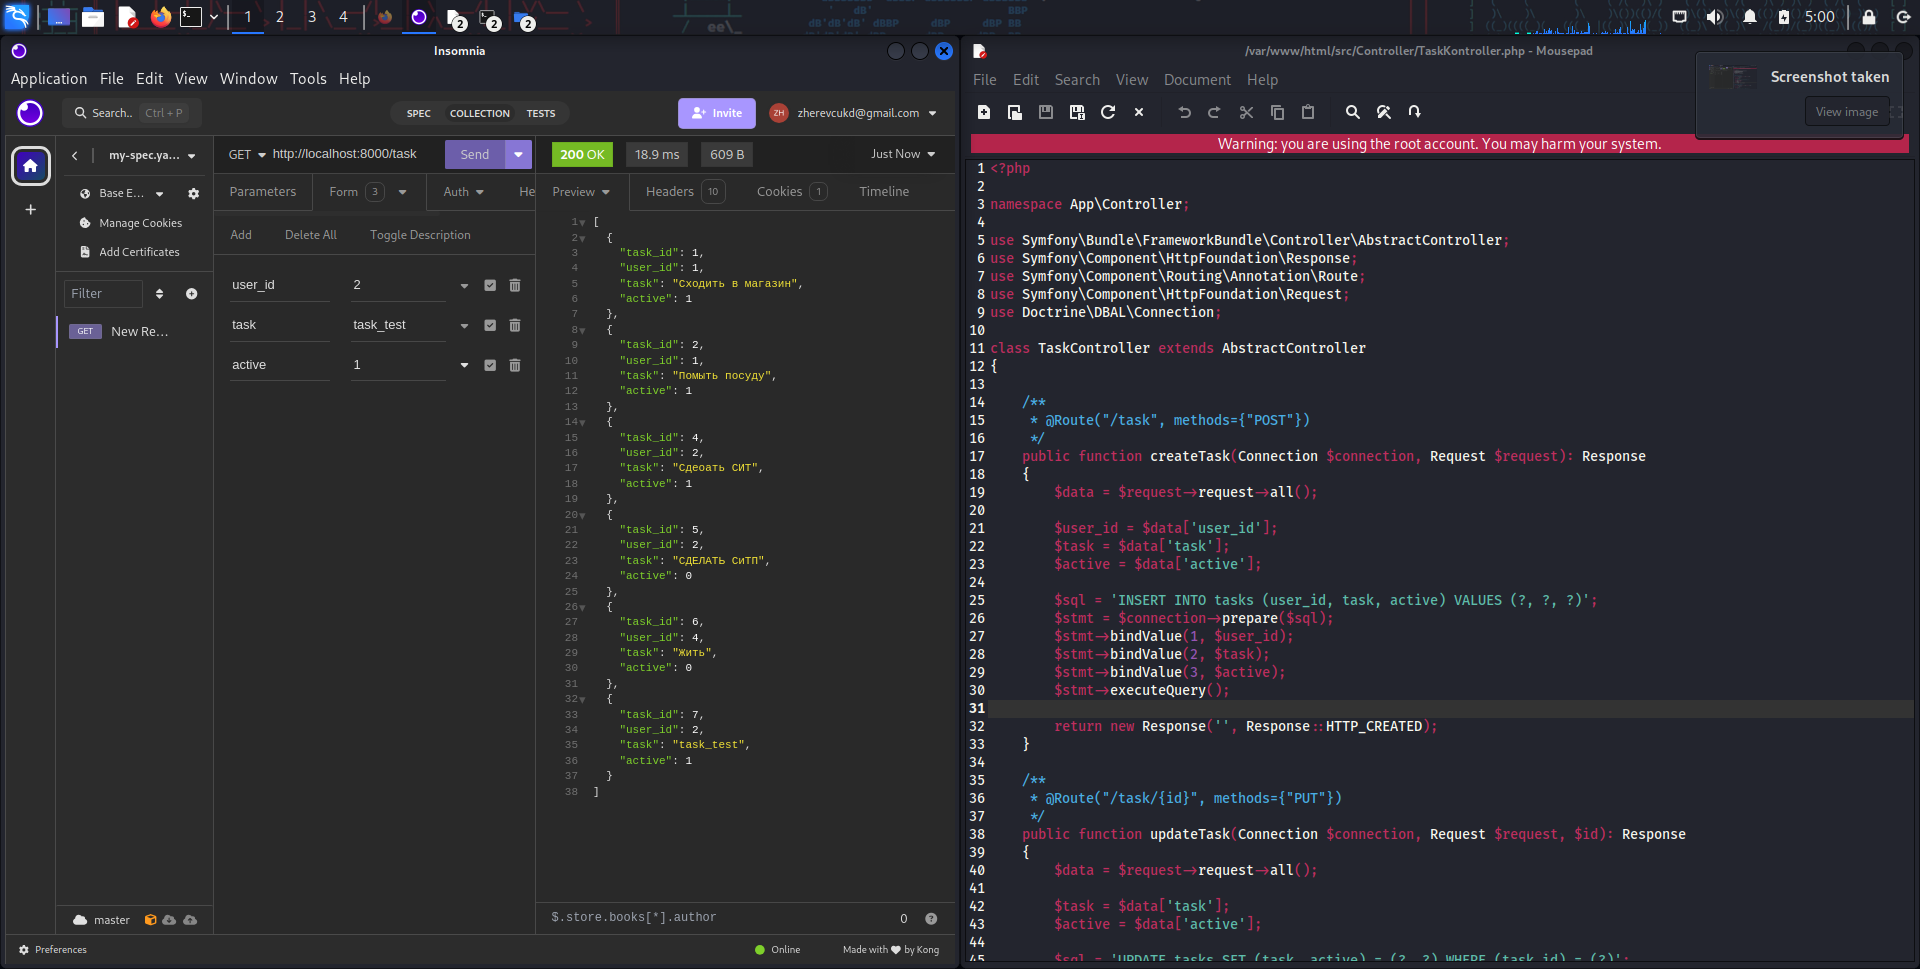 1 2 3 4 2 2 2 5:00
Insomnia
Application File Edit View Window Tools Help
Search.. Ctrl + P SPEC COLLECTION TESTS Invite ZH zherevcukd@gmail.com
my-spec.ya... GET http://localhost:8000/task Send 200 OK 18.9 ms 609 B Just Now
Base E...
Manage Cookies
Add Certificates
Filter
GET New Re...
Parameters Form 3 Auth He
Add Delete All Toggle Description
user_id 2
task task_test
active 1
Preview Headers 10 Cookies 1 Timeline
1 [
2 {
3 "task_id": 1,
4 "user_id": 1,
5 "task": "Сходить в магазин",
6 "active": 1
7 },
8 {
9 "task_id": 2,
10 "user_id": 1,
11 "task": "Помыть посуду",
12 "active": 1
13 },
14 {
15 "task_id": 4,
16 "user_id": 2,
17 "task": "Сдеоать СИТ",
18 "active": 1
19 },
20 {
21 "task_id": 5,
22 "user_id": 2,
23 "task": "СДЕЛАТЬ СиТП",
24 "active": 0
25 },
26 {
27 "task_id": 6,
28 "user_id": 4,
29 "task": "Жить",
30 "active": 0
31 },
32 {
33 "task_id": 7,
34 "user_id": 2,
35 "task": "task_test",
36 "active": 1
37 }
38 ]
$.store.books[*].author 0
master
Preferences Online Made with ❤ by Kong
/var/www/html/src/Controller/TaskKontroller.php - Mousepad
File Edit Search View Document Help
Screenshot taken
View image
Warning: you are using the root account. You may harm your system.
1 <?php
2
3 namespace App\Controller;
4
5 use Symfony\Bundle\FrameworkBundle\Controller\AbstractController;
6 use Symfony\Component\HttpFoundation\Response;
7 use Symfony\Component\Routing\Annotation\Route;
8 use Symfony\Component\HttpFoundation\Request;
9 use Doctrine\DBAL\Connection;
10
11 class TaskController extends AbstractController
12 {
13
14 /**
15 * @Route("/task", methods={"POST"})
16 */
17 public function createTask(Connection $connection, Request $request): Response
18 {
19 $data = $request->request->all();
20
21 $user_id = $data['user_id'];
22 $task = $data['task'];
23 $active = $data['active'];
24
25 $sql = 'INSERT INTO tasks (user_id, task, active) VALUES (?, ?, ?)';
26 $stmt = $connection->prepare($sql);
27 $stmt->bindValue(1, $user_id);
28 $stmt->bindValue(2, $task);
29 $stmt->bindValue(3, $active);
30 $stmt->executeQuery();
31
32 return new Response('', Response::HTTP_CREATED);
33 }
34
35 /**
36 * @Route("/task/{id}", methods={"PUT"})
37 */
38 public function updateTask(Connection $connection, Request $request, $id): Response
39 {
40 $data = $request->request->all();
41
42 $task = $data['task'];
43 $active = $data['active'];
44
45 $sql = 'UPDATE tasks SET (task, active) = (?, ?) WHERE (task_id) = (?)';